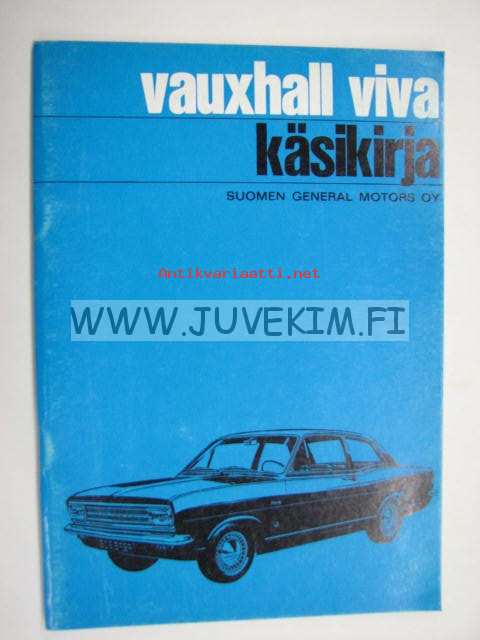 vauxhall viva
käsikirja
SUOMEN GENERAL MOTORS OY
Antikvariaatti.net
WWW.JUVEKIM.FI